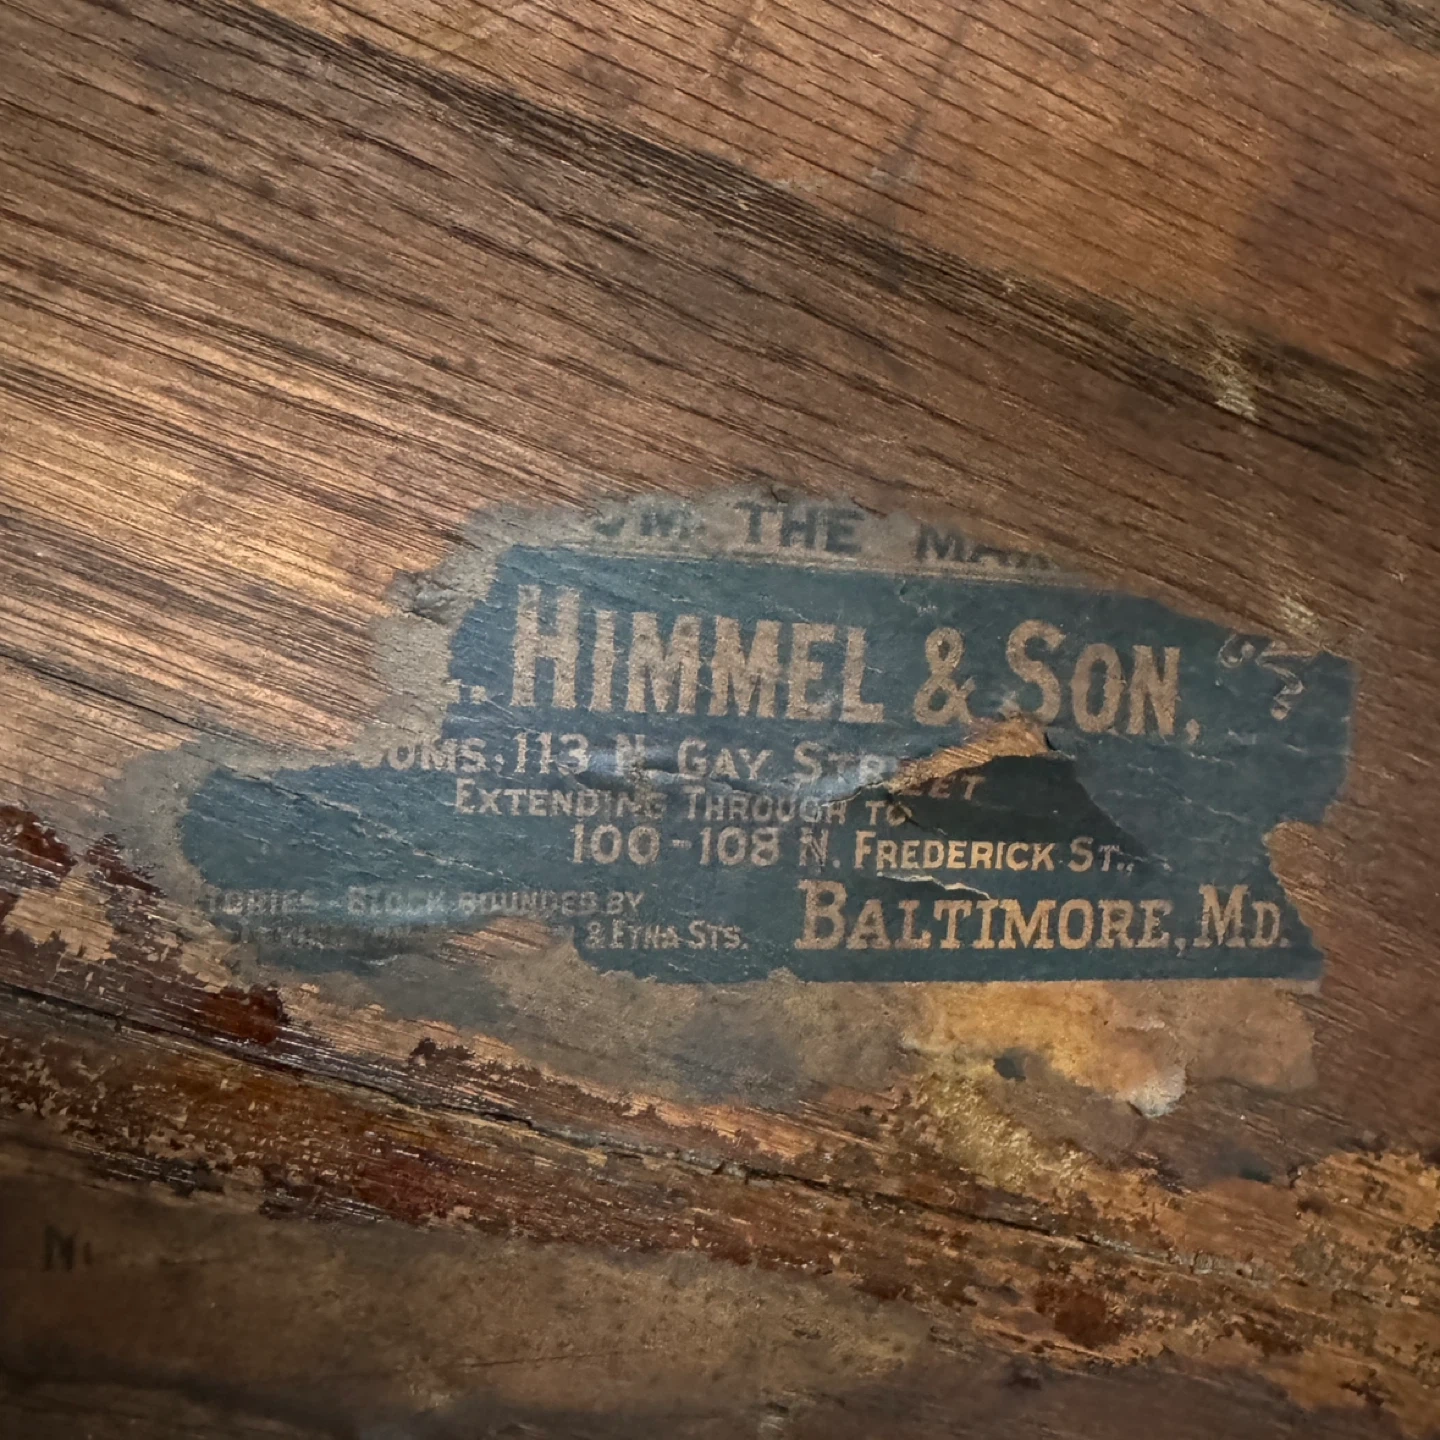 THE
HIMMEL & SON,
113 N. GAY STREET
EXTENDING THROUGH TO
100-108 N. FREDERICK ST.,
BLOCK BOUNDED BY
& ETNA STS.
BALTIMORE, MD.